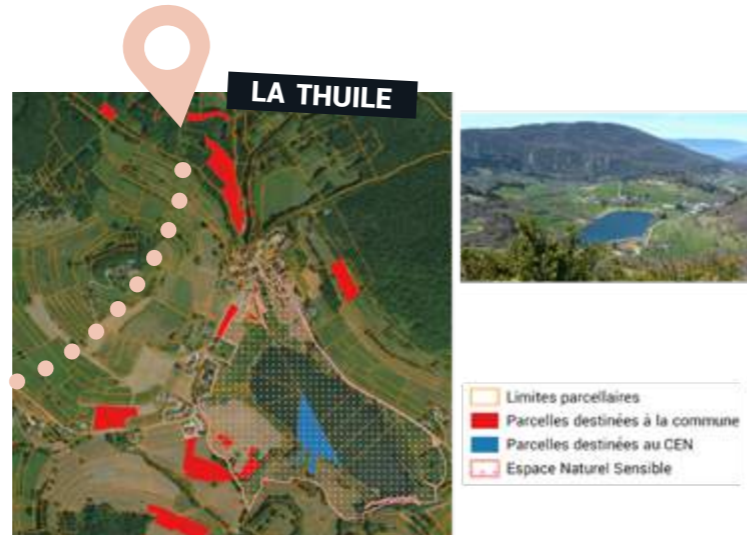 LA THUILE
Limites parcellaires
Parcelles destinées à la commune
Parcelles destinées au CEN
Espace Naturel Sensible